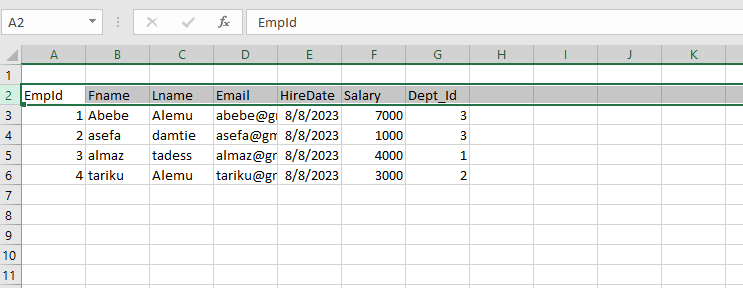 A2 fx EmpId
A B C D E F G H I J K
1
2 EmpId Fname Lname Email HireDate Salary Dept_Id
3 1 Abebe Alemu abebe@gr 8/8/2023 7000 3
4 2 asefa damtie asefa@gm 8/8/2023 1000 3
5 3 almaz tadess almaz@gr 8/8/2023 4000 1
6 4 tariku Alemu tariku@gr 8/8/2023 3000 2
7
8
9
10
11